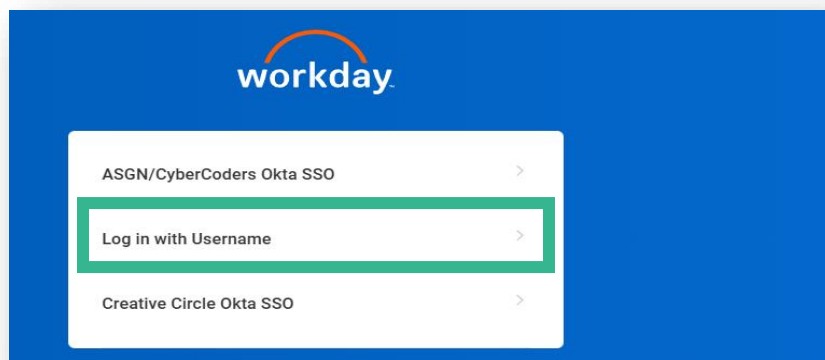 workday.
ASGN/CyberCoders Okta SSO
Log in with Username
Creative Circle Okta SSO